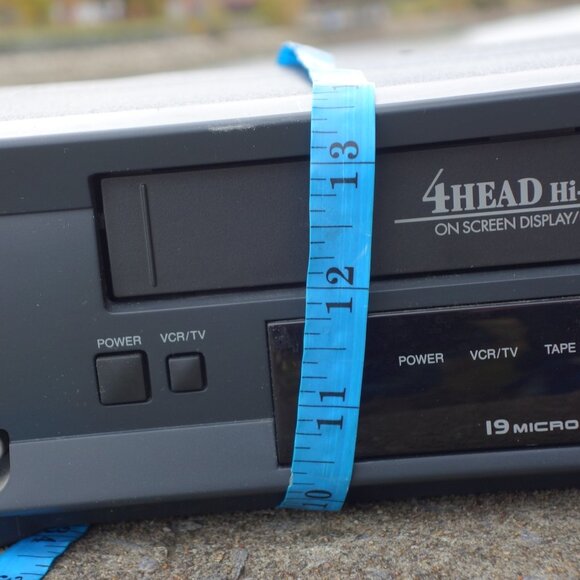 13
4HEAD Hi-
ON SCREEN DISPLAY/
12
POWER VCR/TV
POWER VCR/TV TAPE
11
19 MICRO
10